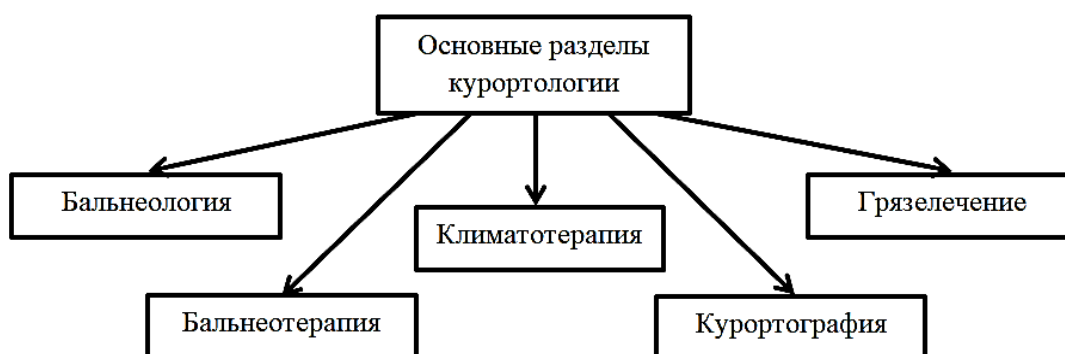 Основные разделы
курортологии
Бальнеология
Грязелечение
Климатотерапия
Бальнеотерапия
Курортография